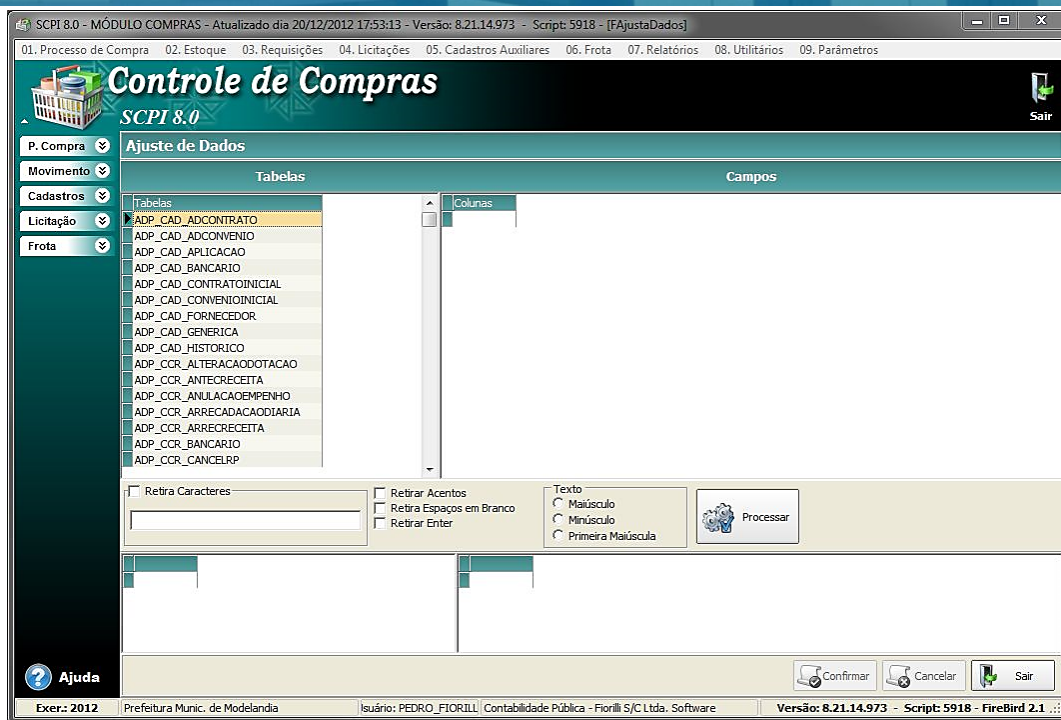 SCPI 8.0 - MÓDULO COMPRAS - Atualizado dia 20/12/2012 17:53:13 - Versão: 8.21.14.973 - Script: 5918 - [FAjustaDados]
01. Processo de Compra 02. Estoque 03. Requisições 04. Licitações 05. Cadastros Auxiliares 06. Frota 07. Relatórios 08. Utilitários 09. Parâmetros
Controle de Compras
SCPI 8.0
Sair
P. Compra
Movimento
Cadastros
Licitação
Frota
Ajuste de Dados
Tabelas Campos
Tabelas
Colunas
ADP_CAD_ADCONTRATO
ADP_CAD_ADCONVENIO
ADP_CAD_APLICACAO
ADP_CAD_BANCARIO
ADP_CAD_CONTRATOINICIAL
ADP_CAD_CONVENIOINICIAL
ADP_CAD_FORNECEDOR
ADP_CAD_GENERICA
ADP_CAD_HISTORICO
ADP_CCR_ALTERACAODOTACAO
ADP_CCR_ANTECRECEITA
ADP_CCR_ANULACAOEMPENHO
ADP_CCR_ARRECADACAODIARIA
ADP_CCR_ARRECRECEITA
ADP_CCR_BANCARIO
ADP_CCR_CANCELRP
Retira Caracteres
Retirar Acentos
Retira Espaços em Branco
Retirar Enter
Texto
Maiúsculo
Minúsculo
Primeira Maiúscula
Processar
Ajuda
Confirmar Cancelar Sair
Exer.: 2012 Prefeitura Munic. de Modelandia Isuário: PEDRO_FIORILL Contabilidade Pública - Fiorilli S/C Ltda. Software Versão: 8.21.14.973 - Script: 5918 - FireBird 2.1